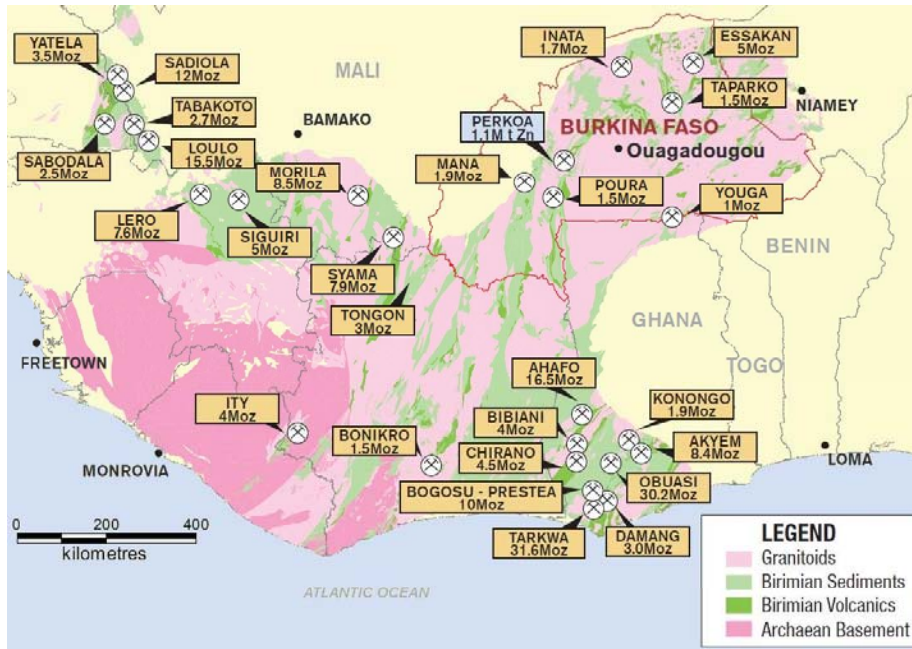 YATELA
3.5Moz
SADIOLA
12Moz
MALI
INATA
1.7Moz
ESSAKAN
5Moz
TABAKOTO
2.7Moz
BAMAKO
TAPARKO
1.5Moz
NIAMEY
PERKOA
1.1M t Zn
BURKINA FASO
Ouagadougou
SABODALA
2.5Moz
LOULO
15.5Moz
MORILA
8.5Moz
MANA
1.9Moz
POURA
1.5Moz
YOUGA
1Moz
LERO
7.6Moz
SIGUIRI
5Moz
BENIN
SYAMA
7.9Moz
TONGON
3Moz
GHANA
FREETOWN
TOGO
AHAFO
16.5Moz
ITY
4Moz
KONONGO
1.9Moz
BIBIANI
4Moz
BONIKRO
1.5Moz
AKYEM
8.4Moz
LOMA
CHIRANO
4.5Moz
MONROVIA
OBUASI
30.2Moz
BOGOSU - PRESTEA
10Moz
TARKWA
31.6Moz
DAMANG
3.0Moz
0 200 400
kilometres
ATLANTIC OCEAN
LEGEND
Granitoids
Birimian Sediments
Birimian Volcanics
Archaean Basement